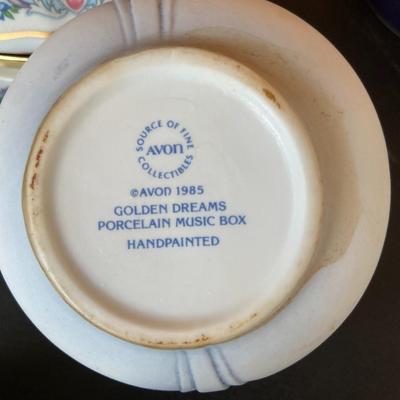 SOURCE OF FINE
AVON
COLLECTIBLES
©AVON 1985
GOLDEN DREAMS
PORCELAIN MUSIC BOX
HANDPAINTED